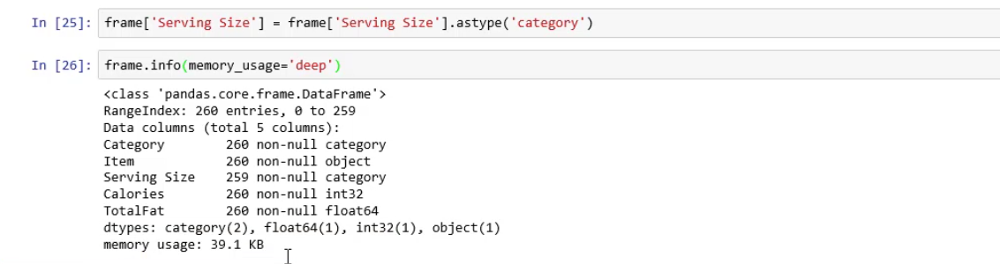 In [25]: frame['Serving Size'] = frame['Serving Size'].astype('category')
In [26]: frame.info(memory_usage='deep')
<class 'pandas.core.frame.DataFrame'>
RangeIndex: 260 entries, 0 to 259
Data columns (total 5 columns):
Category        260 non-null category
Item            260 non-null object
Serving Size    259 non-null category
Calories        260 non-null int32
TotalFat        260 non-null float64
dtypes: category(2), float64(1), int32(1), object(1)
memory usage: 39.1 KB